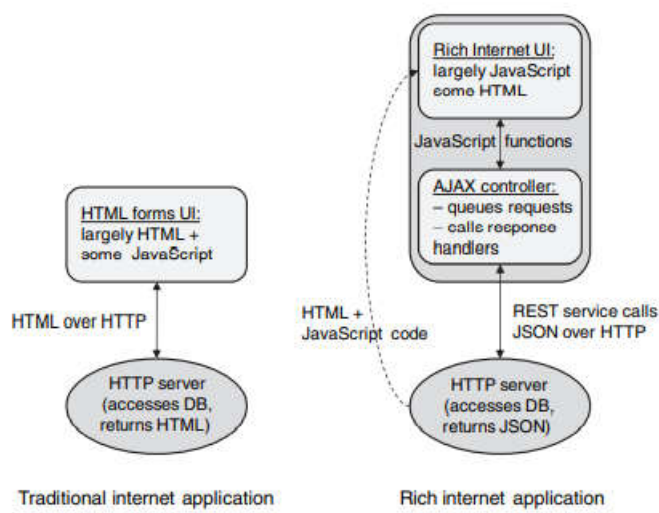 HTML forms UI:
largely HTML +
some JavaScript
HTML over HTTP
HTTP server
(accesses DB,
returns HTML)
Traditional internet application
Rich Internet UI:
largely JavaScript
some HTML
JavaScript functions
AJAX controller:
– queues requests
– calls response
handlers
HTML +
JavaScript code
REST service calls
JSON over HTTP
HTTP server
(accesses DB,
returns JSON)
Rich internet application